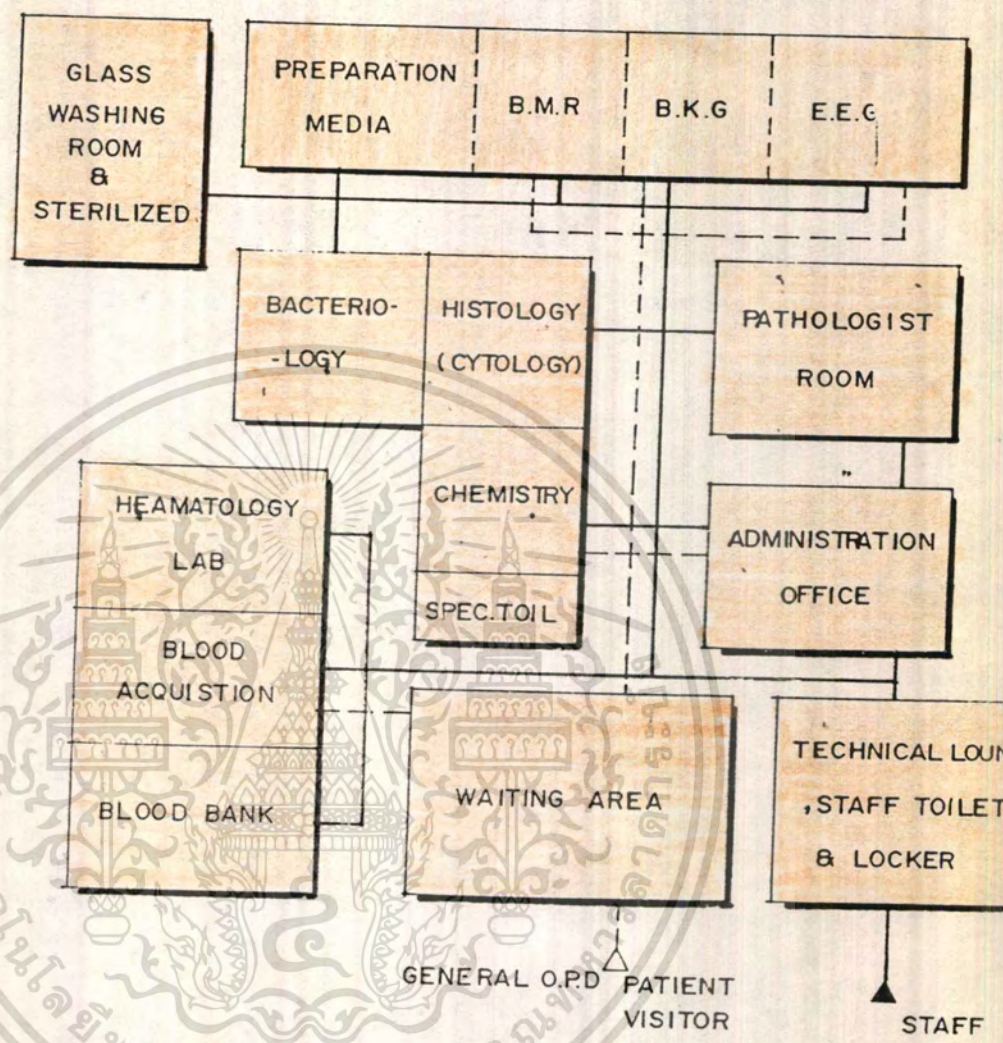 GLASS
WASHING
ROOM
&
STERILIZED
PREPARATION
MEDIA
B.M.R
B.K.G
E.E.G
BACTERIO-
-LOGY
HISTOLOGY
(CYTOLOGY)
PATHOLOGIST
ROOM
HEAMATOLOGY
LAB
CHEMISTRY
ADMINISTRATION
OFFICE
SPEC.TOIL
BLOOD
ACQUISTION
BLOOD BANK
WAITING AREA
TECHNICAL LOUN
,STAFF TOILET
& LOCKER
GENERAL O.P.D
PATIENT
VISITOR
STAFF